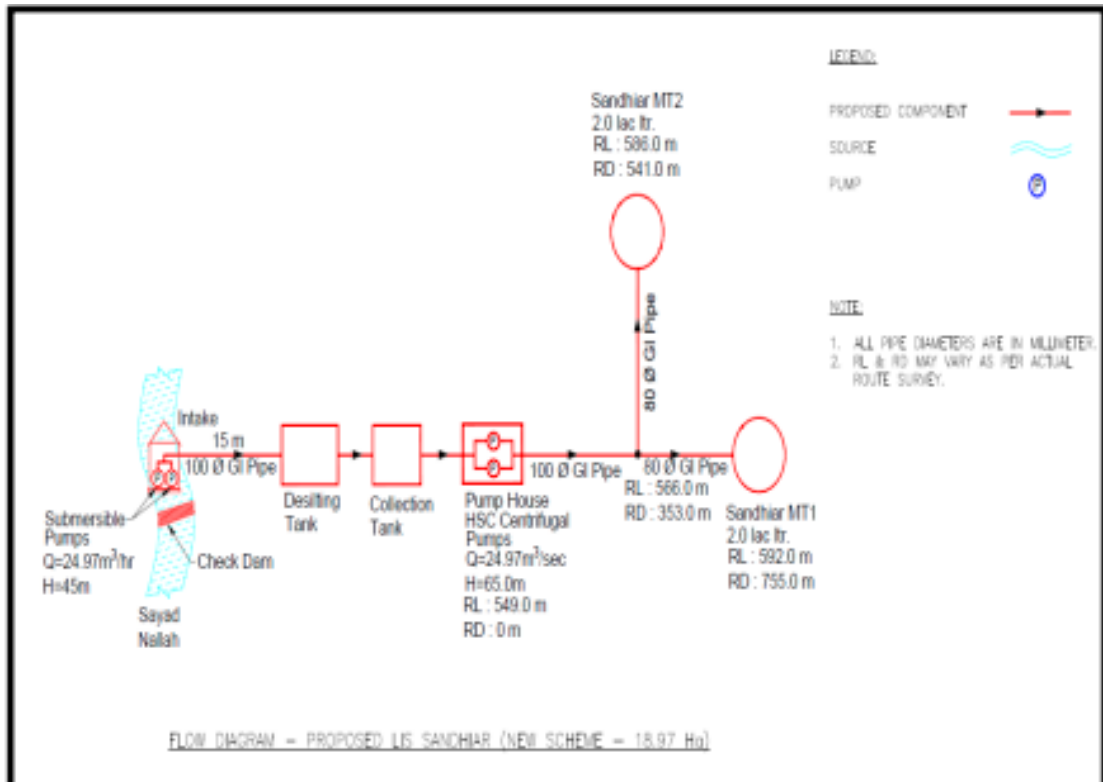 LEGEND:
PROPOSED COMPONENT
SOURCE
PUMP
P
NOTE:
1. ALL PIPE DIAMETERS ARE IN MILLIMETER.
2. RL & RD MAY VARY AS PER ACTUAL
ROUTE SURVEY.
Sandhiar MT2
2.0 lac ltr.
RL : 586.0 m
RD : 541.0 m
80 Ø GI Pipe
Intake
15 m
100 Ø GI Pipe
P
P
Submersible
Pumps
Q=24.97m³/hr
H=45m
Check Dam
Sayad
Nallah
Desilting
Tank
Collection
Tank
P
P
Pump House
HSC Centrifugal
Pumps
Q=24.97m³/sec
H=65.0m
RL : 549.0 m
RD : 0 m
100 Ø GI Pipe
80 Ø GI Pipe
RL : 566.0 m
RD : 353.0 m
Sandhiar MT1
2.0 lac ltr.
RL : 592.0 m
RD : 755.0 m
FLOW DIAGRAM – PROPOSED LIS SANDHIAR (NEW SCHEME – 18.97 Ha)